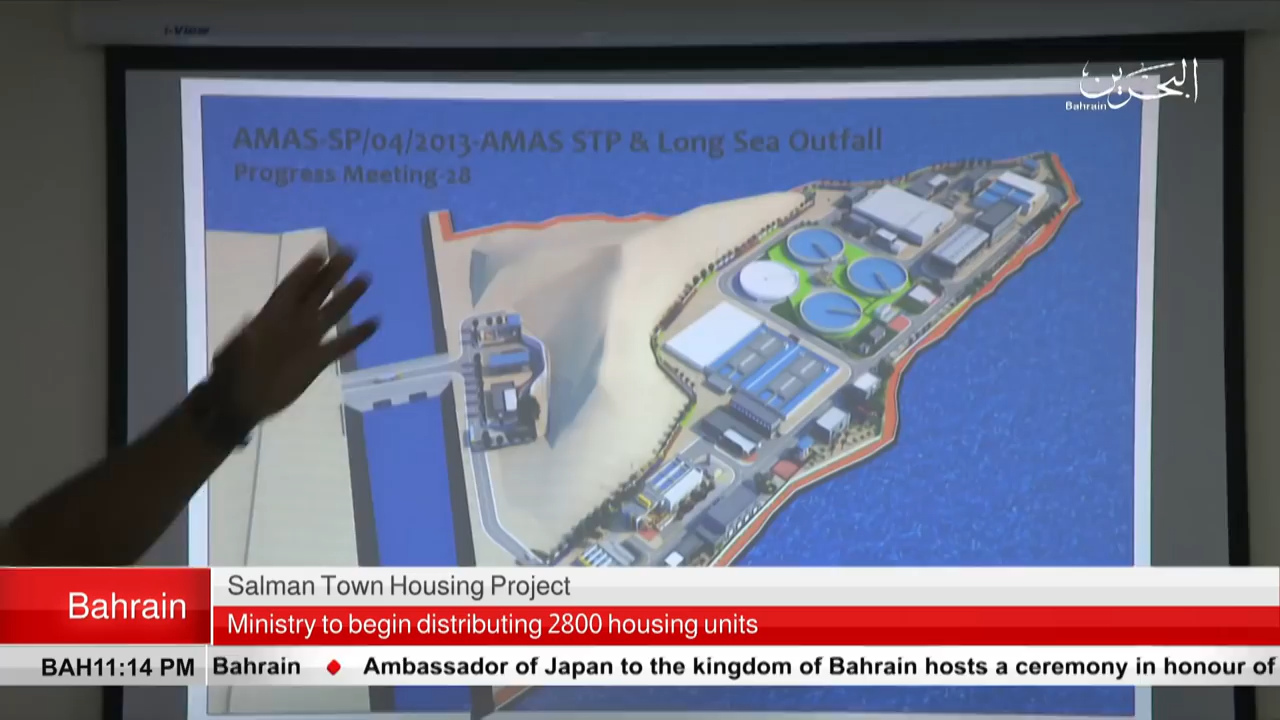 i-View
البحرين
Bahrain
AMAS-SP/04/2013-AMAS STP & Long Sea Outfall
Progress Meeting-28
Bahrain
Salman Town Housing Project
Ministry to begin distributing 2800 housing units
BAH11:14 PM Bahrain Ambassador of Japan to the kingdom of Bahrain hosts a ceremony in honour of